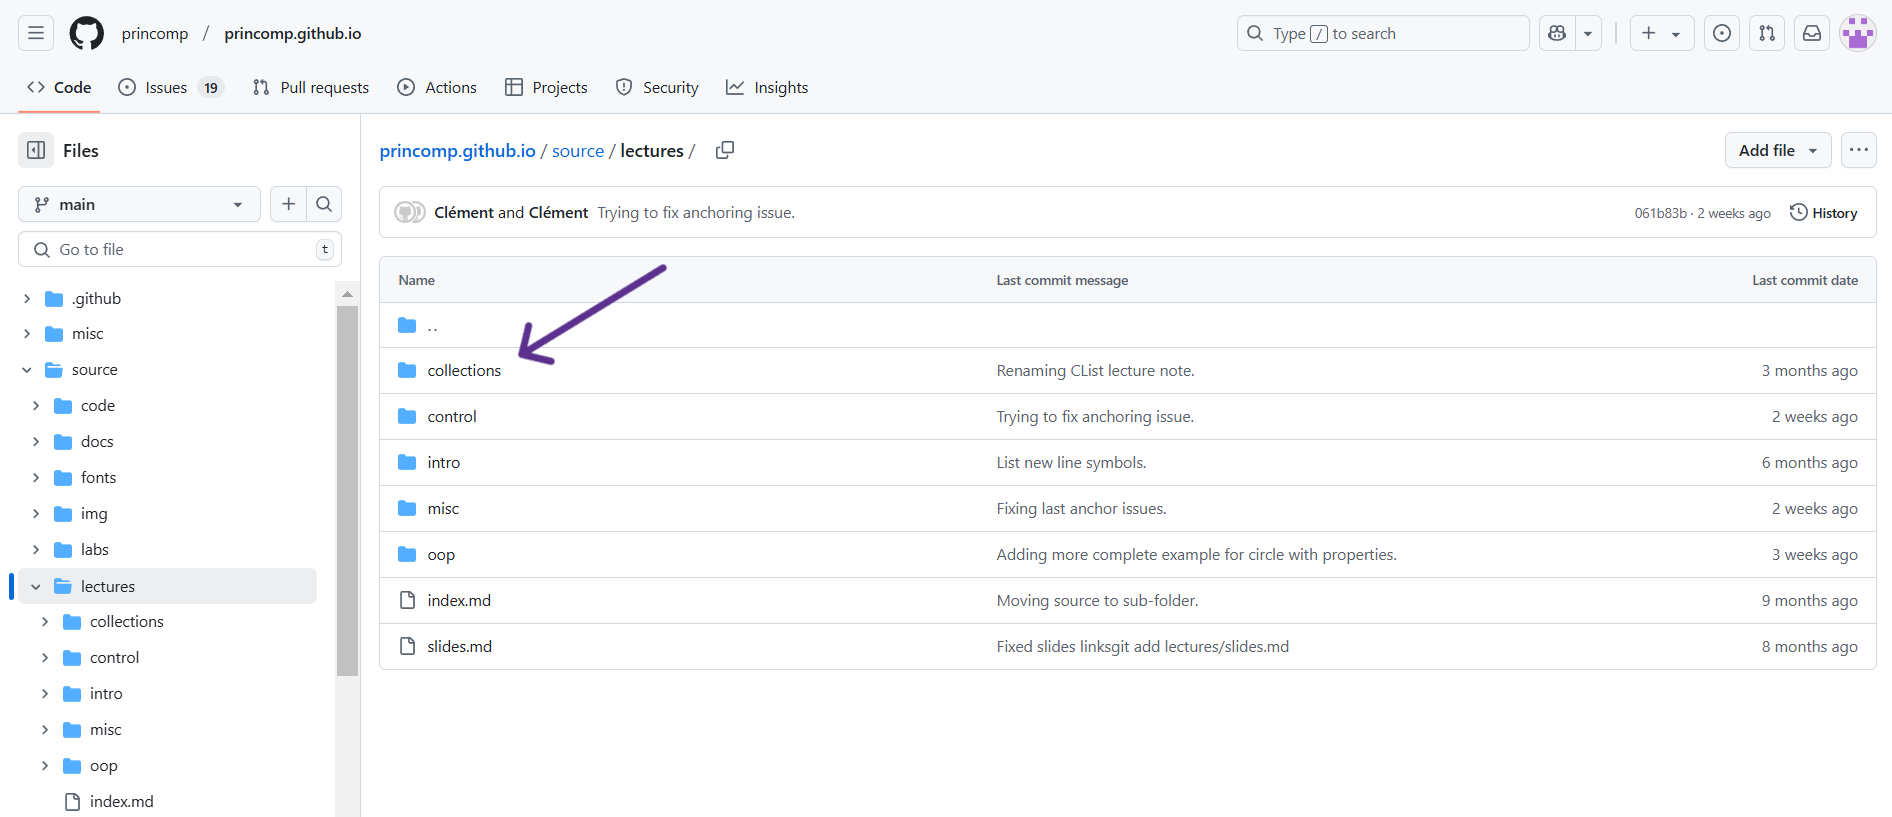 princomp / princomp.github.io
Type / to search
Code
Issues 19
Pull requests
Actions
Projects
Security
Insights
Files
main
Go to file
t
.github
misc
source
code
docs
fonts
img
labs
lectures
collections
control
intro
misc
oop
index.md
princomp.github.io / source / lectures /
Add file
Clément and Clément Trying to fix anchoring issue.
061b83b · 2 weeks ago
History
Name Last commit message Last commit date
..
collections Renaming CList lecture note. 3 months ago
control Trying to fix anchoring issue. 2 weeks ago
intro List new line symbols. 6 months ago
misc Fixing last anchor issues. 2 weeks ago
oop Adding more complete example for circle with properties. 3 weeks ago
index.md Moving source to sub-folder. 9 months ago
slides.md Fixed slides linksgit add lectures/slides.md 8 months ago